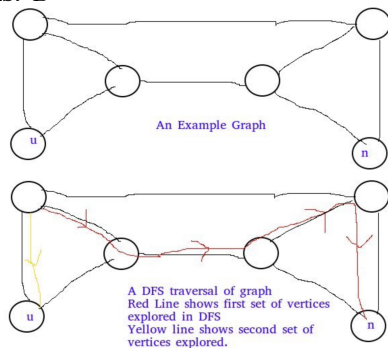 An Example Graph
u
n
A DFS traversal of graph
Red Line shows first set of vertices
explored in DFS
Yellow line shows second set of
vertices explored.
u
n